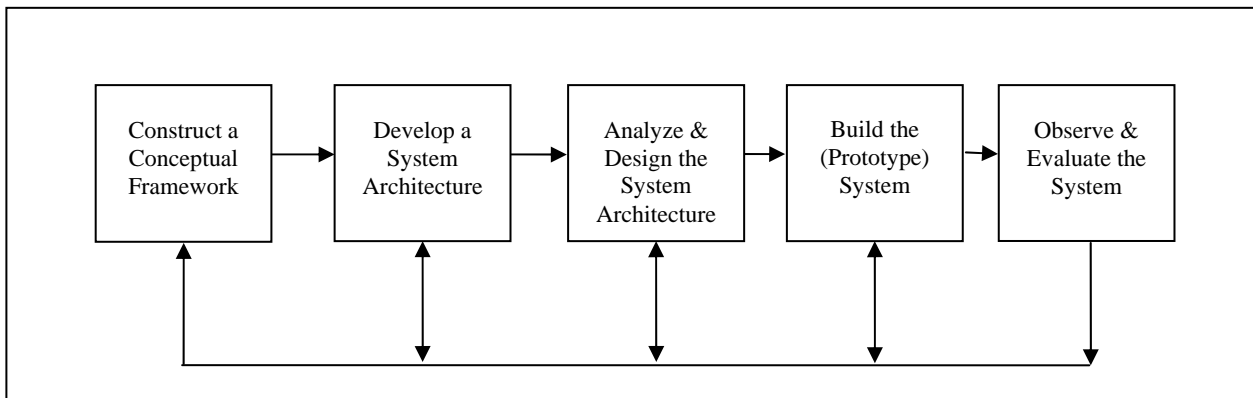 Construct a
Conceptual
Framework
Develop a
System
Architecture
Analyze &
Design the
System
Architecture
Build the
(Prototype)
System
Observe &
Evaluate the
System